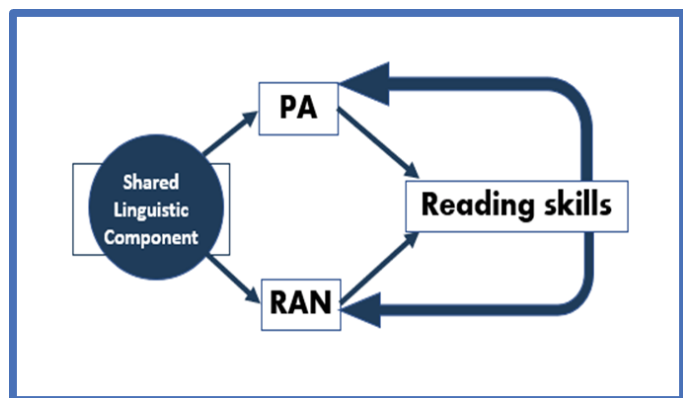 PA
Shared
Linguistic
Component
Reading skills
RAN